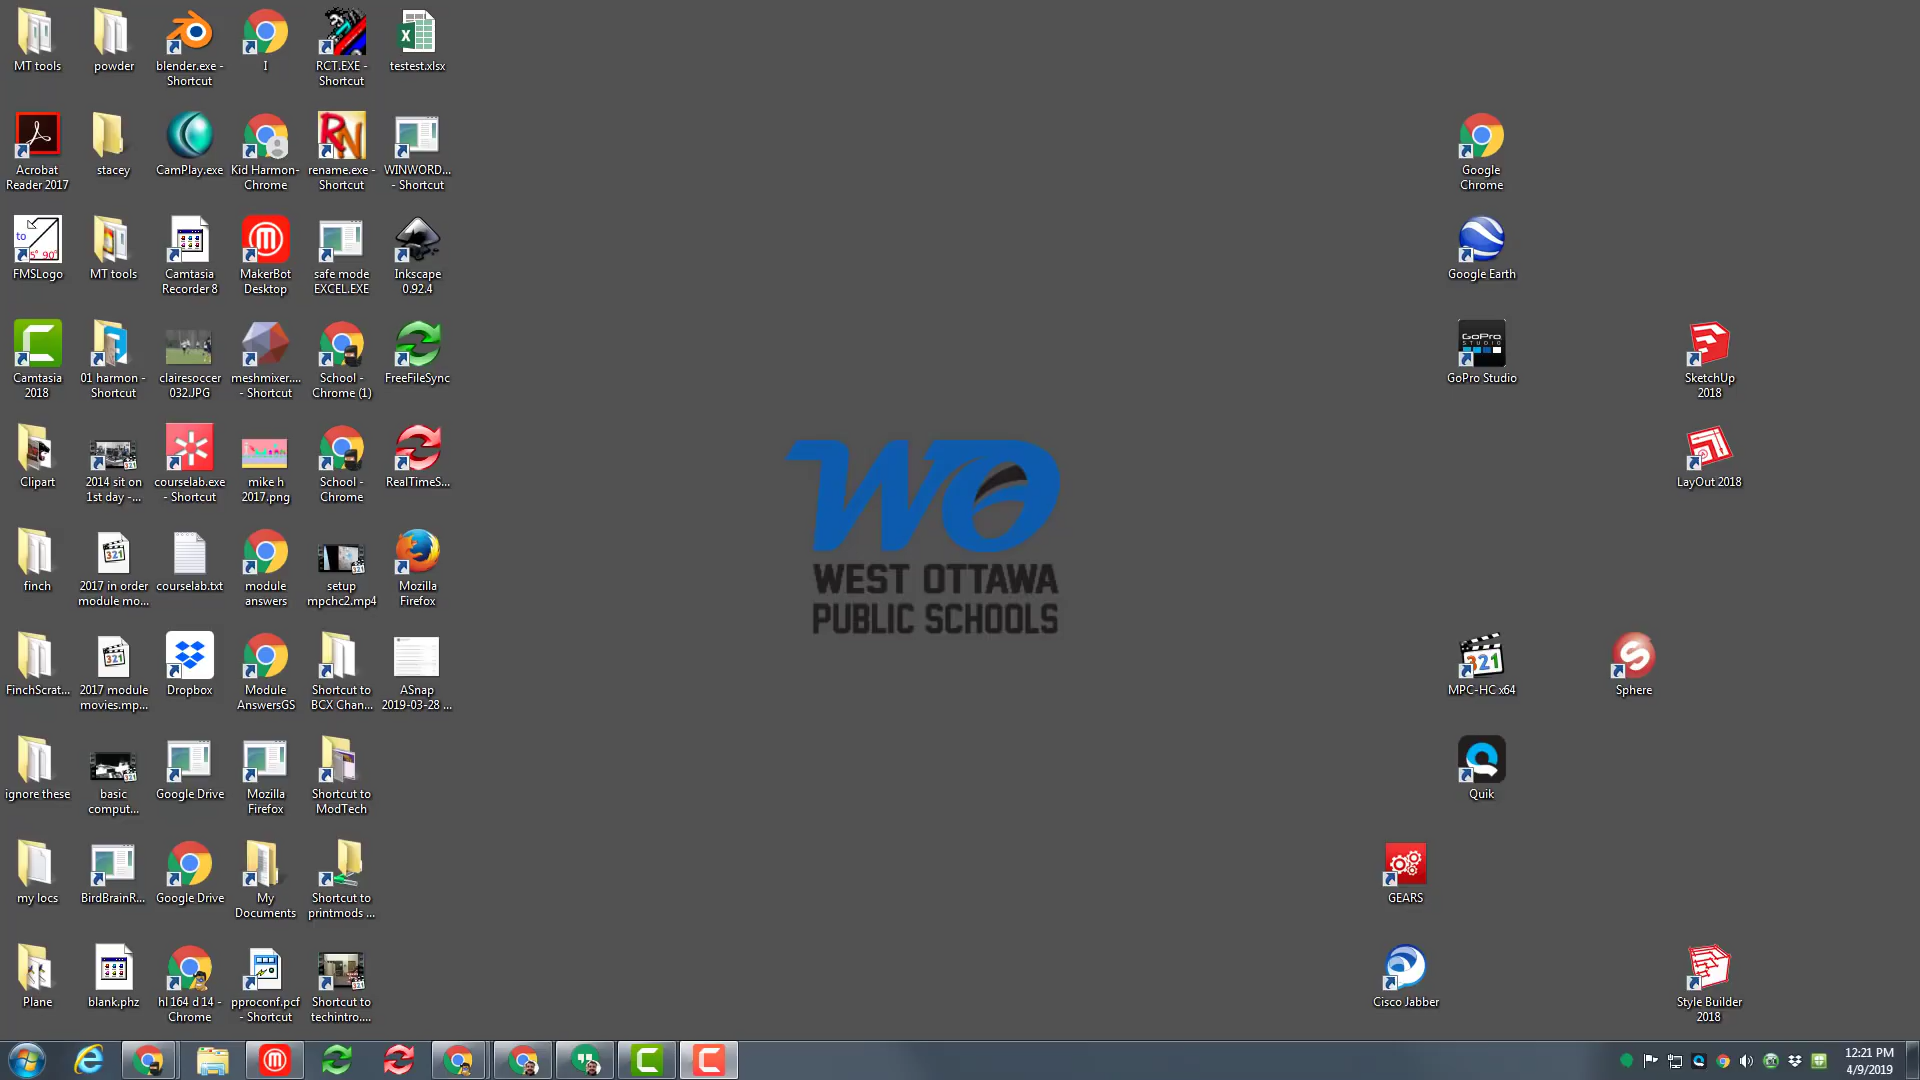 MT tools
powder
blender.exe -
Shortcut
I
RCT.EXE -
Shortcut
testest.xlsx
Acrobat
Reader 2017
stacey
CamPlay.exe
Kid Harmon-
Chrome
rename.exe -
Shortcut
WINWORD...
- Shortcut
Google
Chrome
FMSLogo
MT tools
Camtasia
Recorder 8
MakerBot
Desktop
safe mode
EXCEL.EXE
Inkscape
0.92.4
Google Earth
Camtasia
2018
01 harmon -
Shortcut
clairesoccer
032.JPG
meshmixer....
- Shortcut
School -
Chrome (1)
FreeFileSync
GoPro Studio
SketchUp
2018
Clipart
2014 sit on
1st day -...
courselab.exe
- Shortcut
mike h
2017.png
School -
Chrome
RealTimeS...
LayOut 2018
WO
WEST OTTAWA
PUBLIC SCHOOLS
finch
2017 in order
module mo...
courselab.txt
module
answers
setup
mpchc2.mp4
Mozilla
Firefox
FinchScrat...
2017 module
movies.mp...
Dropbox
Module
AnswersGS
Shortcut to
BCX Chan...
ASnap
2019-03-28 ...
MPC-HC x64
Sphere
ignore these
basic
comput...
Google Drive
Mozilla
Firefox
Shortcut to
ModTech
Quik
my locs
BirdBrainR...
Google Drive
My
Documents
Shortcut to
printmods ...
GEARS
Plane
blank.phz
hl 164 d 14 -
Chrome
pproconf.pcf
- Shortcut
Shortcut to
techintro....
Cisco Jabber
Style Builder
2018
12:21 PM
4/9/2019